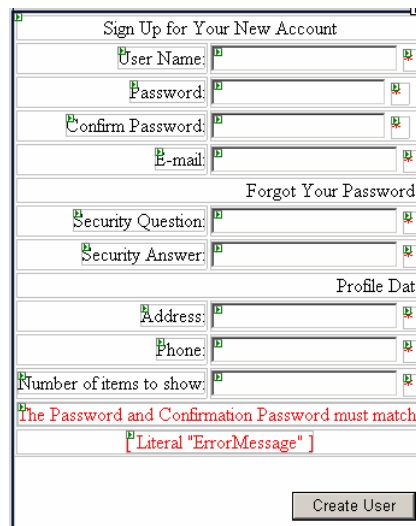 Sign Up for Your New Account
User Name:
*
Password:
*
Confirm Password:
*
E-mail:
*
Forgot Your Password
Security Question:
*
Security Answer:
*
Profile Dat
Address:
*
Phone:
*
Number of items to show:
*
The Password and Confirmation Password must match
[ Literal "ErrorMessage" ]
Create User